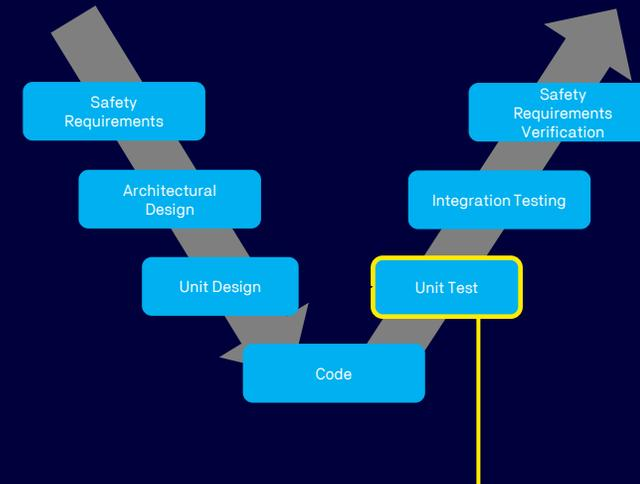 Safety
Requirements
Architectural
Design
Unit Design
Code
Unit Test
Integration Testing
Safety
Requirements
Verification